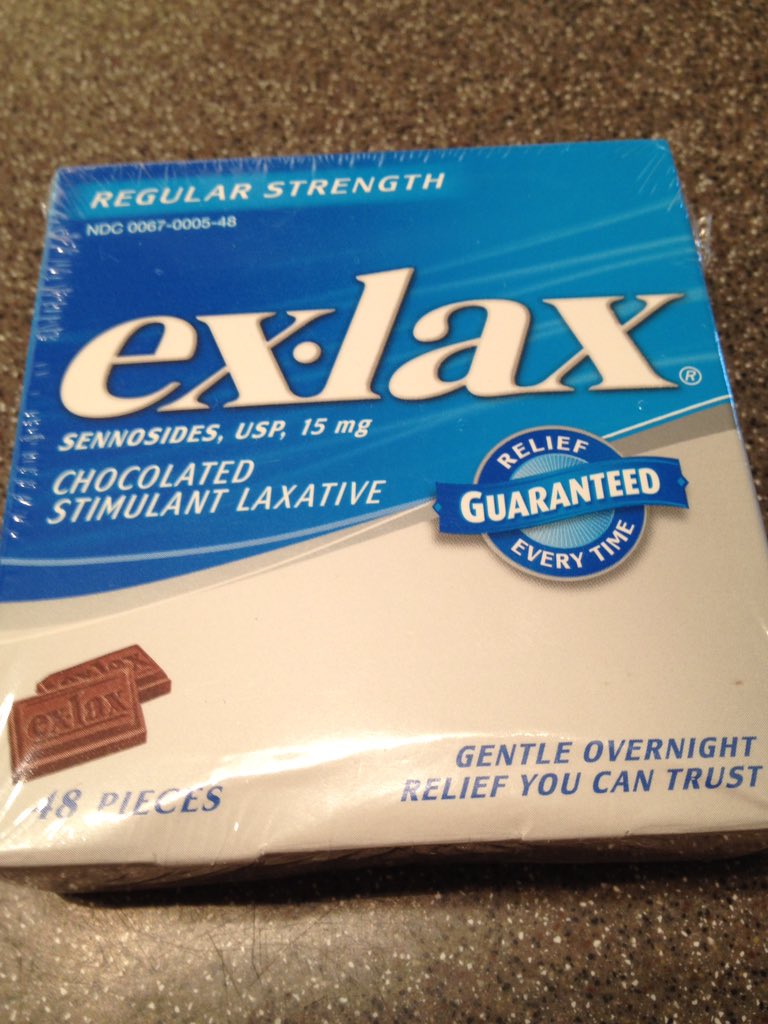 REGULAR STRENGTH
NDC 0067-0005-48
ex·lax®
SENNOSIDES, USP, 15 mg
CHOCOLATED
STIMULANT LAXATIVE
RELIEF
GUARANTEED
EVERY TIME
ex·lax
ex·lax
48 PIECES
GENTLE OVERNIGHT
RELIEF YOU CAN TRUST